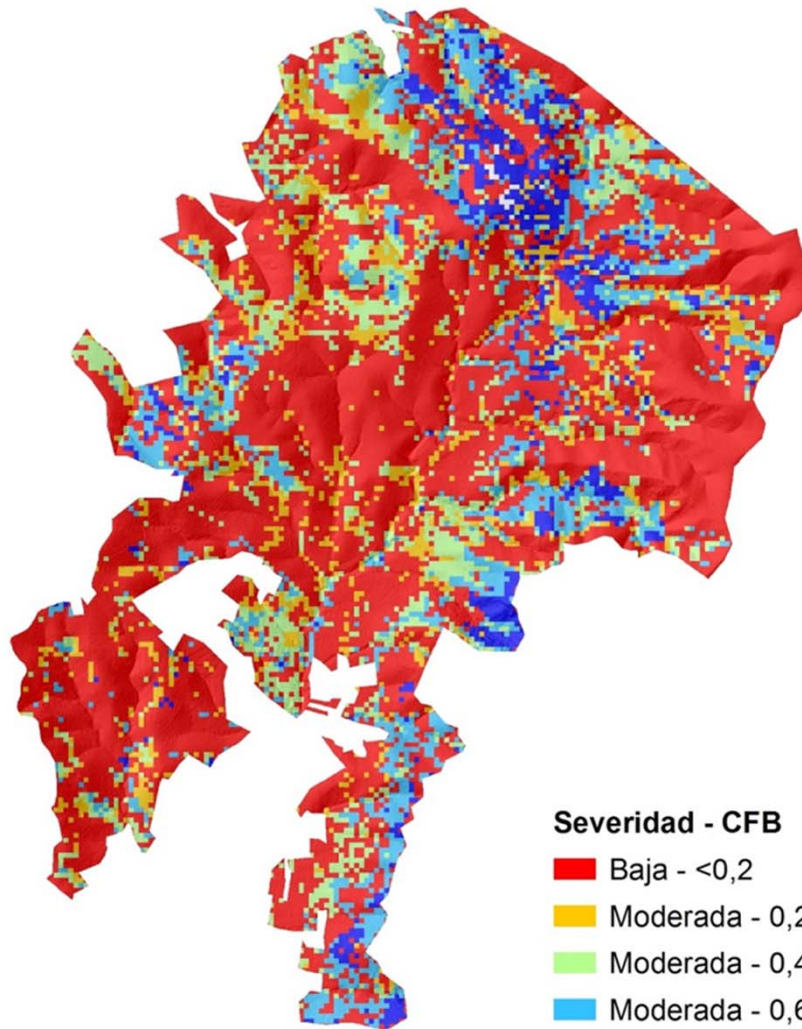 Severidad - CFB
Baja - <0,2
Moderada - 0,2
Moderada - 0,4
Moderada - 0,6